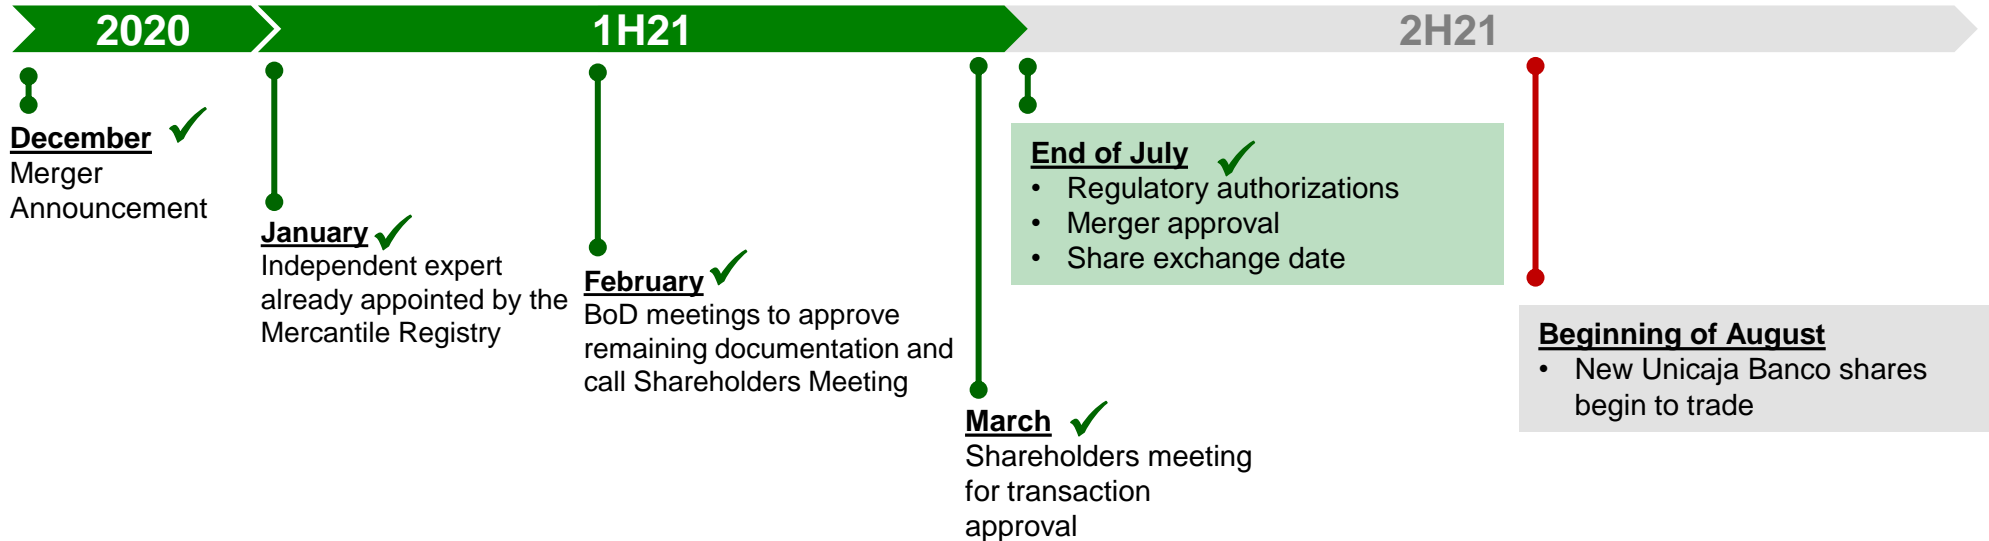 2020
1H21
2H21
December
Merger
Announcement
January
Independent expert
already appointed by the
Mercantile Registry
February
BoD meetings to approve
remaining documentation and
call Shareholders Meeting
March
Shareholders meeting
for transaction
approval
End of July
• Regulatory authorizations
• Merger approval
• Share exchange date
Beginning of August
• New Unicaja Banco shares
begin to trade